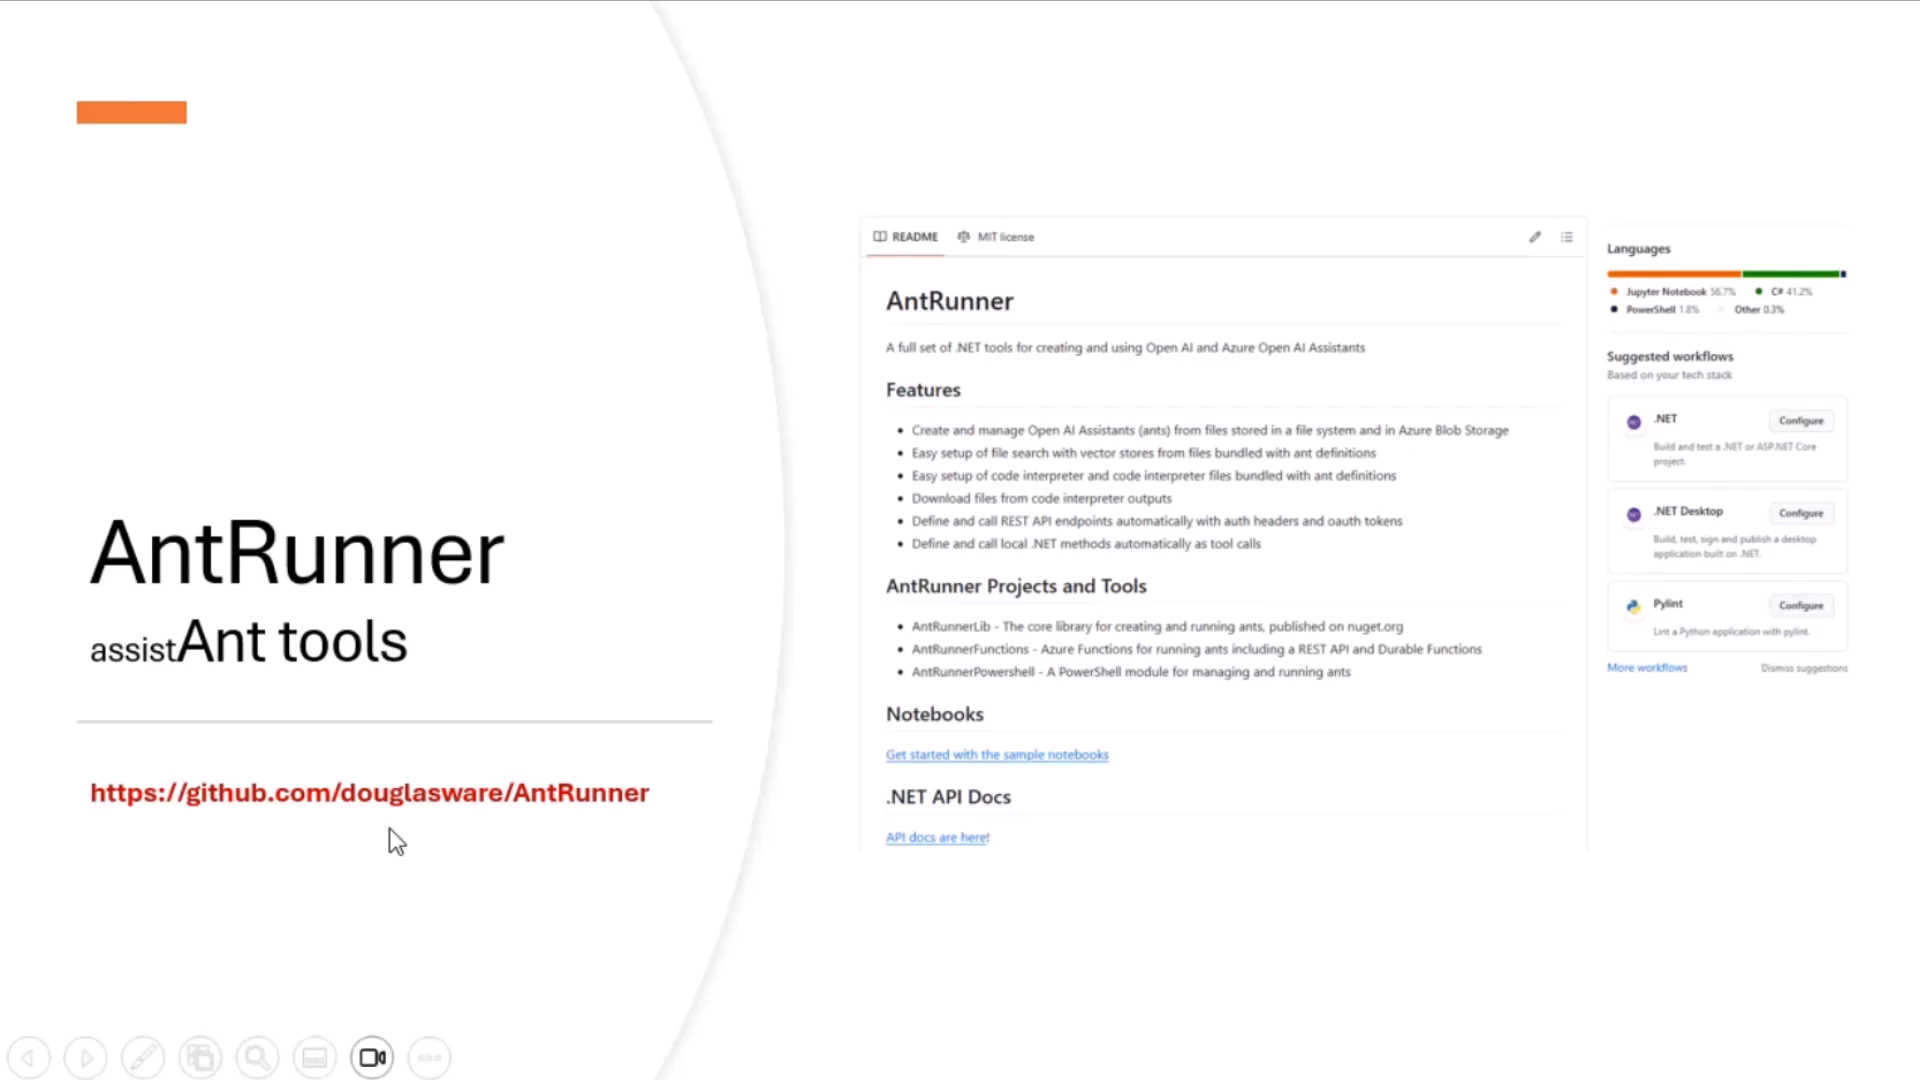 AntRunner
assistAnt tools
https://github.com/douglasware/AntRunner
README MIT license
AntRunner
A full set of .NET tools for creating and using Open AI and Azure Open AI Assistants
Features
• Create and manage Open AI Assistants (ants) from files stored in a file system and in Azure Blob Storage
• Easy setup of file search with vector stores from files bundled with ant definitions
• Easy setup of code interpreter and code interpreter files bundled with ant definitions
• Download files from code interpreter outputs
• Define and call REST API endpoints automatically with auth headers and oauth tokens
• Define and call local .NET methods automatically as tool calls
AntRunner Projects and Tools
• AntRunnerLib - The core library for creating and running ants, published on nuget.org
• AntRunnerFunctions - Azure Functions for running ants including a REST API and Durable Functions
• AntRunnerPowershell - A PowerShell module for managing and running ants
Notebooks
Get started with the sample notebooks
.NET API Docs
API docs are here!
Languages
Jupyter Notebook 56.7% C# 41.2%
PowerShell 1.8% Other 0.3%
Suggested workflows
Based on your tech stack
.NET Configure
Build and test a .NET or ASP.NET Core
project.
.NET Desktop Configure
Build, test, sign and publish a desktop
application built on .NET.
Pylint Configure
Lint a Python application with pylint.
More workflows Dismiss suggestions